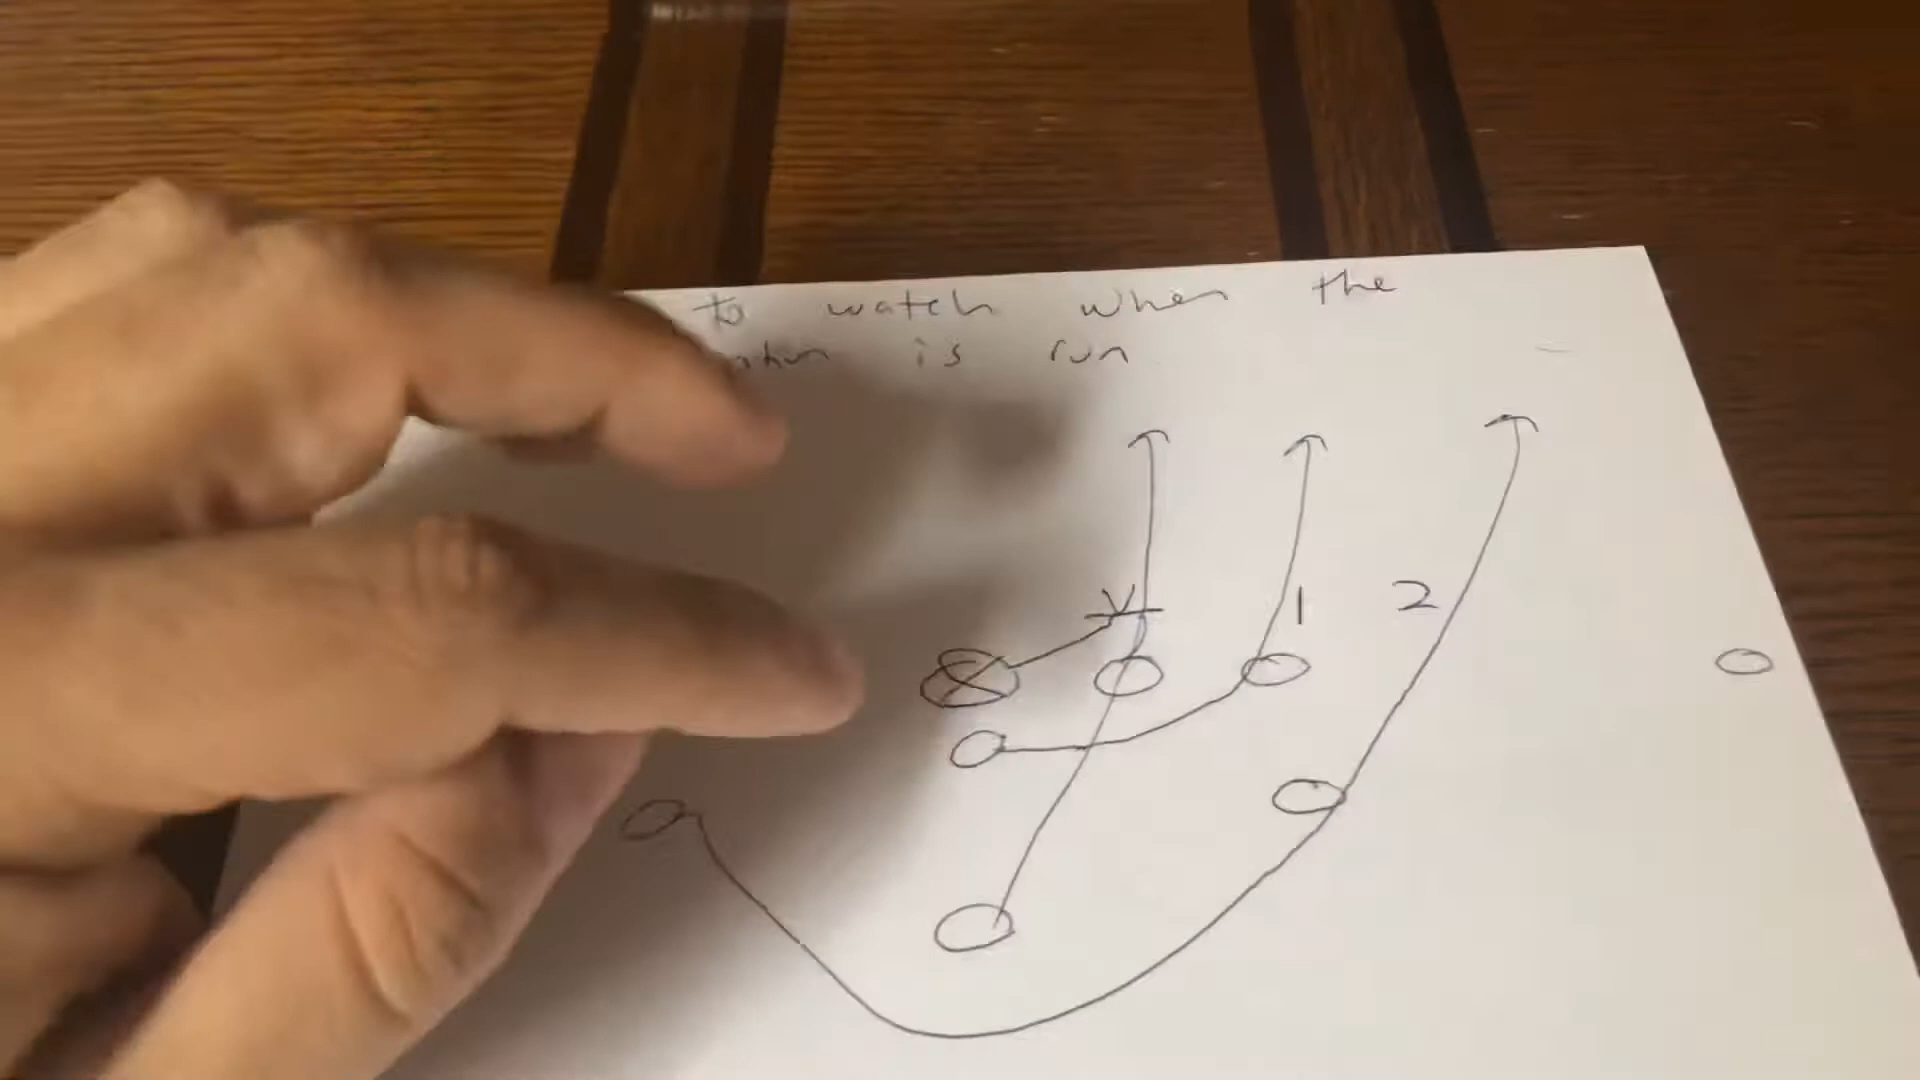 to watch when the
is run
1 2